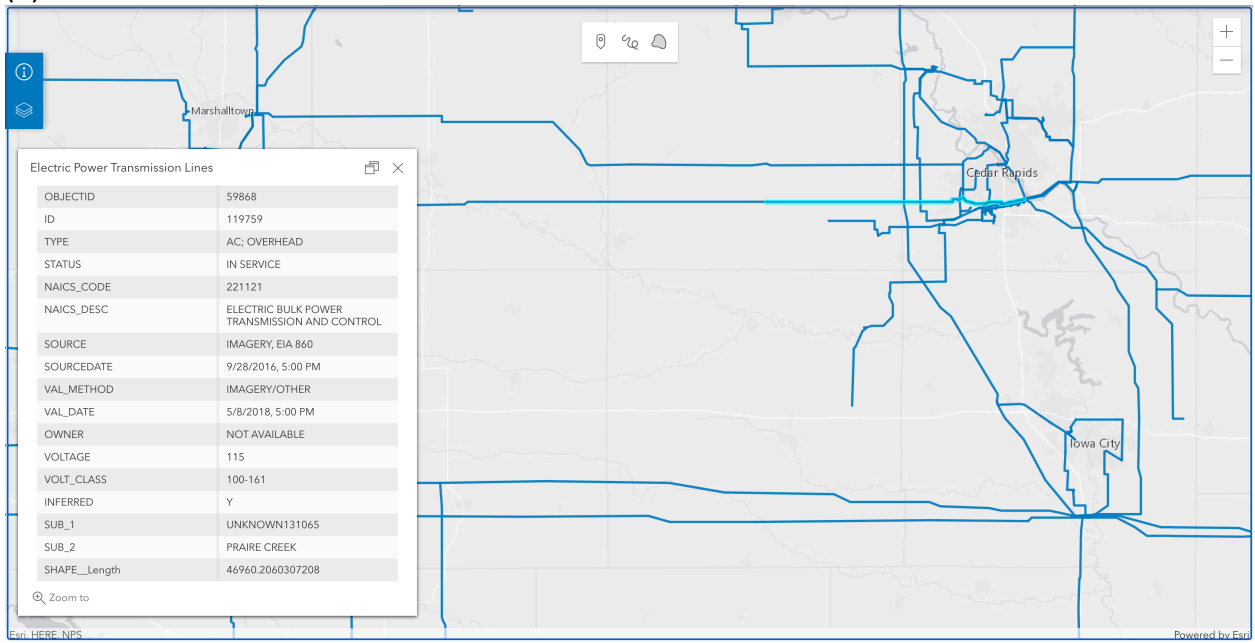 Marshalltown
Cedar Rapids
Iowa City
Electric Power Transmission Lines
OBJECTID 59868
ID 119759
TYPE AC; OVERHEAD
STATUS IN SERVICE
NAICS_CODE 221121
NAICS_DESC ELECTRIC BULK POWER
TRANSMISSION AND CONTROL
SOURCE IMAGERY, EIA 860
SOURCEDATE 9/28/2016, 5:00 PM
VAL_METHOD IMAGERY/OTHER
VAL_DATE 5/8/2018, 5:00 PM
OWNER NOT AVAILABLE
VOLTAGE 115
VOLT_CLASS 100-161
INFERRED Y
SUB_1 UNKNOWN131065
SUB_2 PRAIRE CREEK
SHAPE__Length 46960.2060307208
Zoom to
Esri, HERE, NPS
Powered by Esri